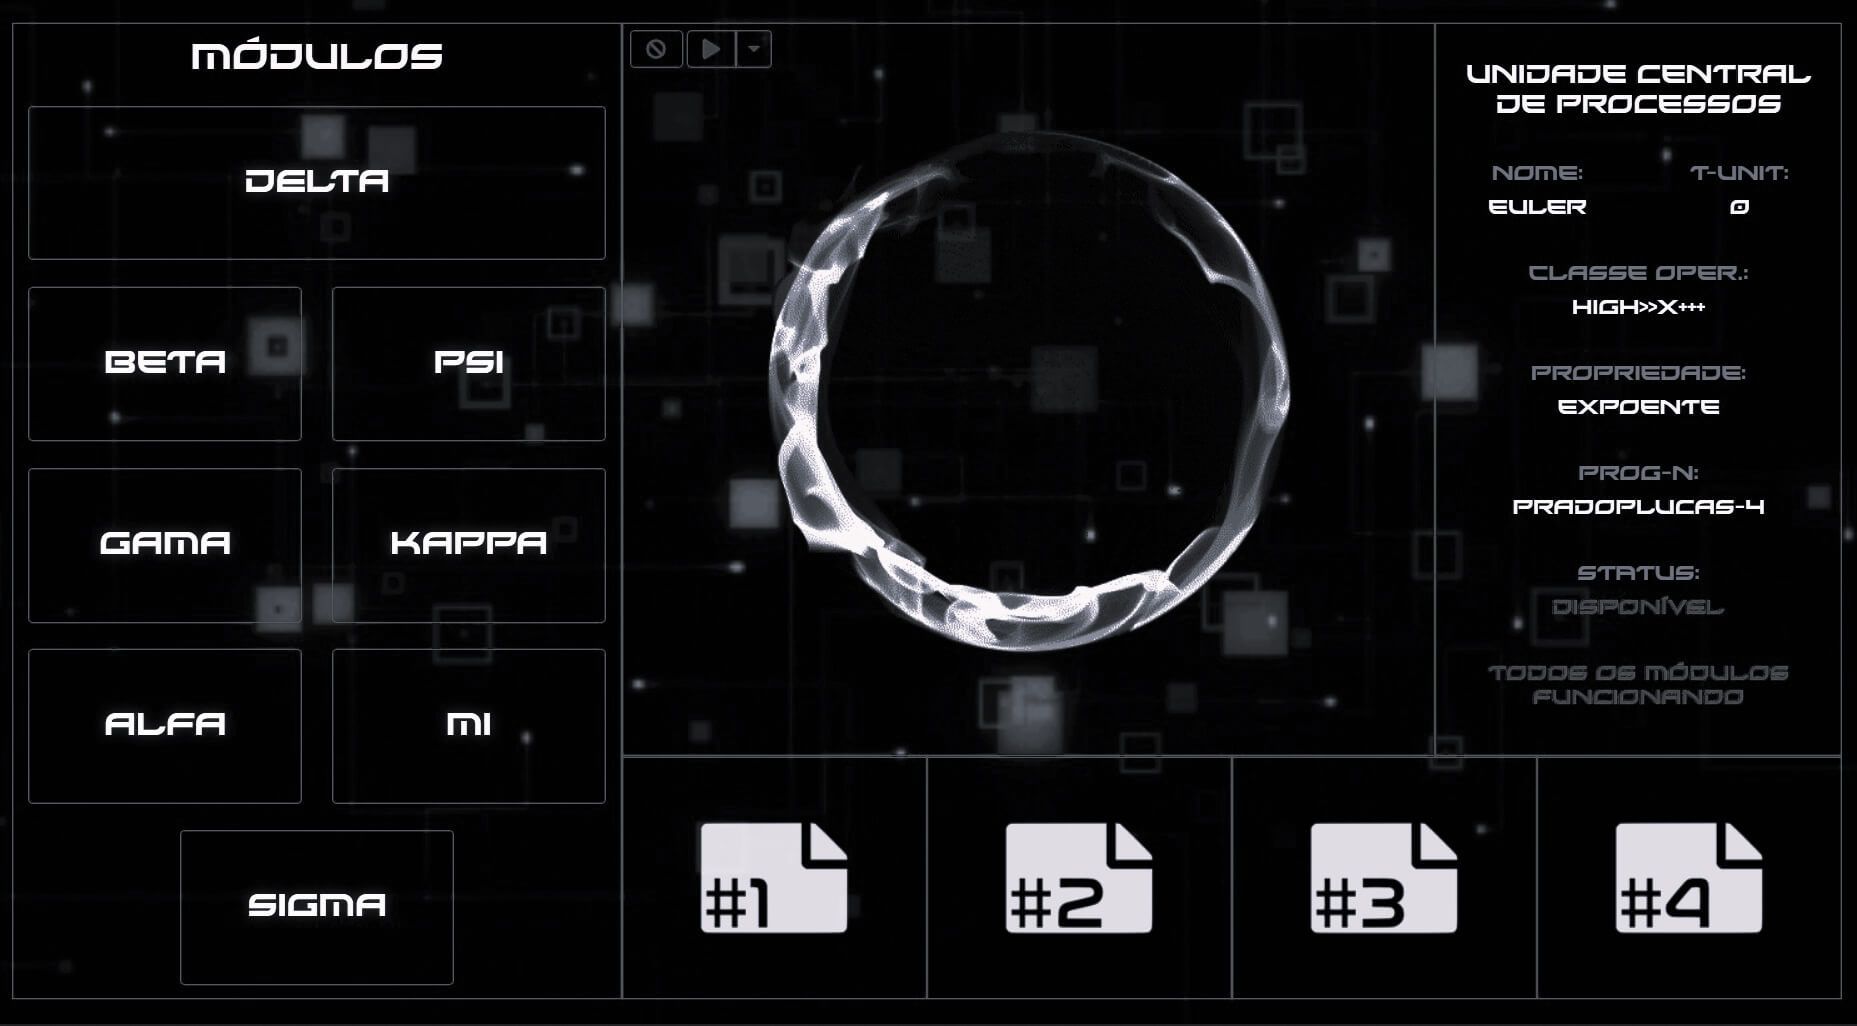 MÓDULOS
DELTA
BETA
PSI
GAMA
KAPPA
ALFA
MI
SIGMA
UNIDADE CENTRAL
DE PROCESSOS
NOME:
T-UNIT:
EULER
0
CLASSE OPER.:
HIGH>>X+++
PROPRIEDADE:
EXPOENTE
PROG-N:
PRADOPLUCAS-4
STATUS:
DISPONÍVEL
TODOS OS MÓDULOS
FUNCIONANDO
#1
#2
#3
#4